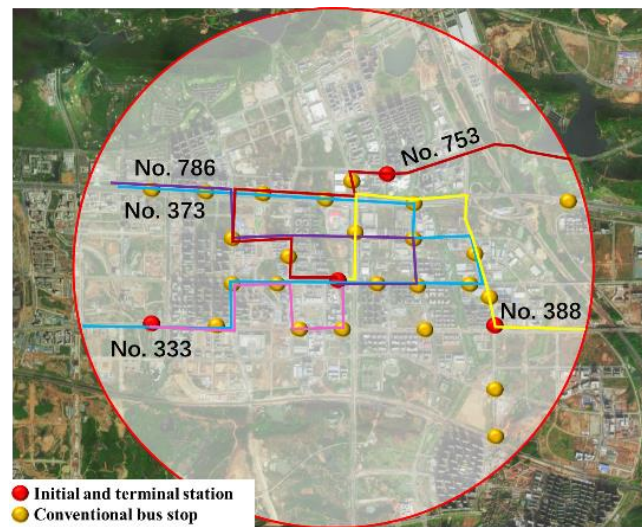 No. 753
No. 786
No. 373
No. 388
No. 333
Initial and terminal station
Conventional bus stop